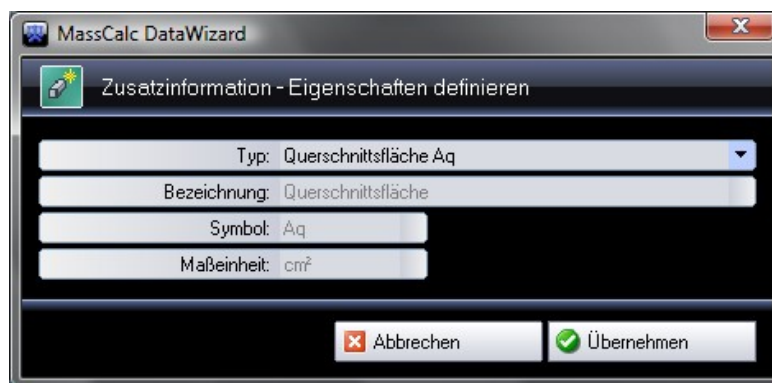 MassCalc DataWizard
Zusatzinformation - Eigenschaften definieren
Typ: Querschnittsfläche Aq
Bezeichnung: Querschnittsfläche
Symbol: Aq
Maßeinheit: cm²
Abbrechen Übernehmen